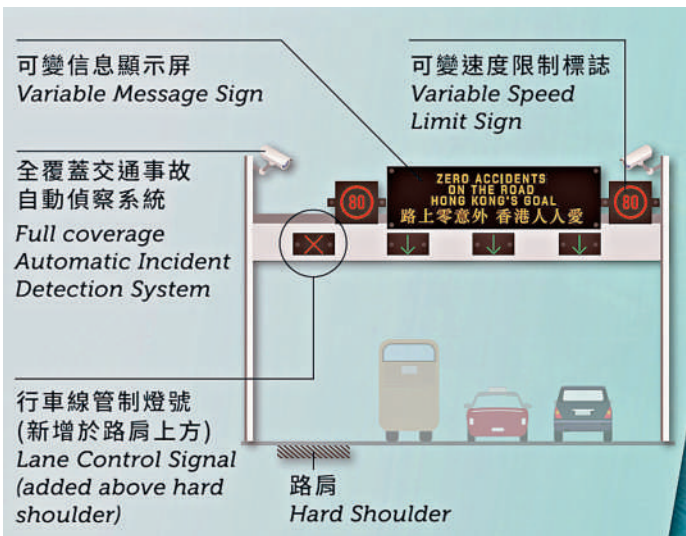 可變信息顯示屏
Variable Message Sign
可變速度限制標誌
Variable Speed
Limit Sign
全覆蓋交通事故
自動偵察系統
Full coverage
Automatic Incident
Detection System
80
ZERO ACCIDENTS
ON THE ROAD
HONG KONG'S GOAL
路上零意外 香港人人愛
80
行車線管制燈號
(新增於路肩上方)
Lane Control Signal
(added above hard
shoulder)
路肩
Hard Shoulder